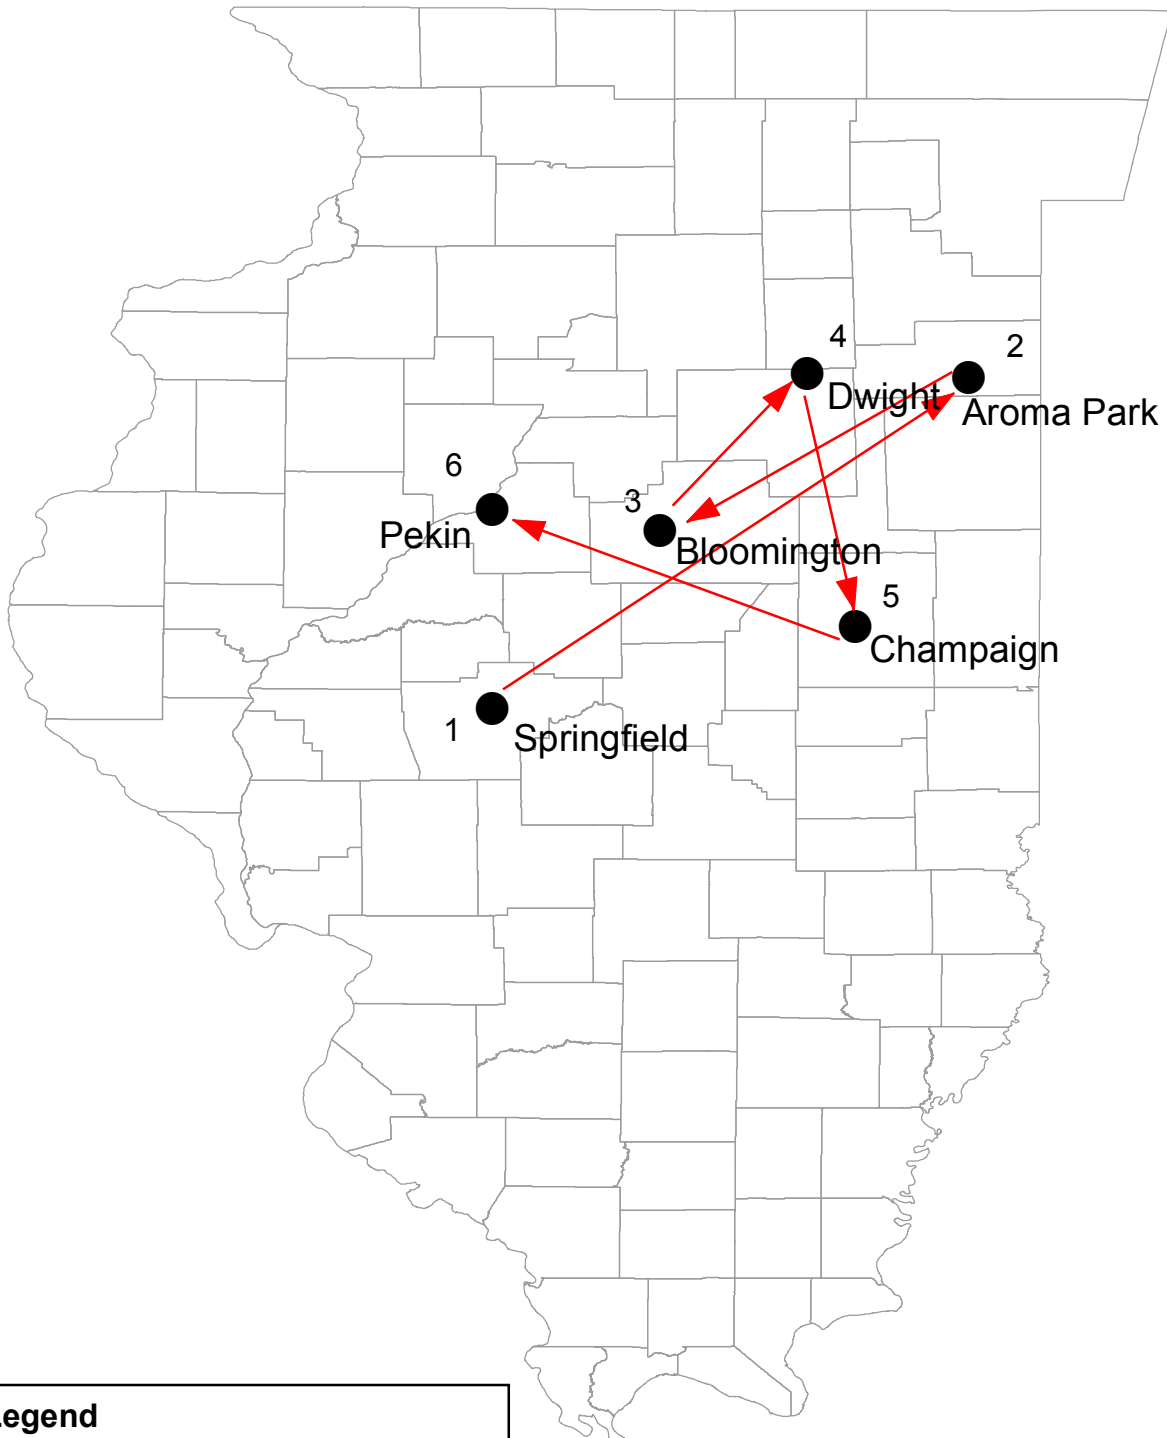 4
2
Dwight
Aroma Park
6
3
Pekin
Bloomington
5
Champaign
1
Springfield
egend